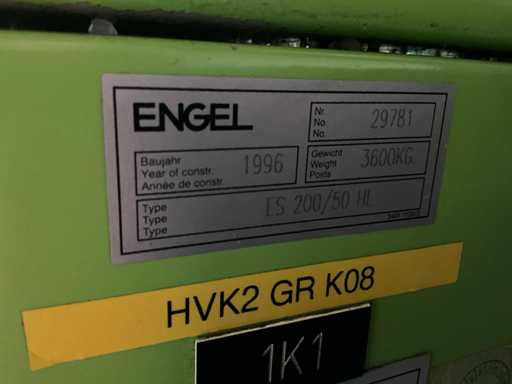 ENGEL
Nr.
No. 29781
No.
Baujahr
Year of constr. 1996
Année de constr.
Gewicht
Weight 3600KG.
Poids
Type
Type ES 200/50 HL
Type
HVK2 GR K08
1K1